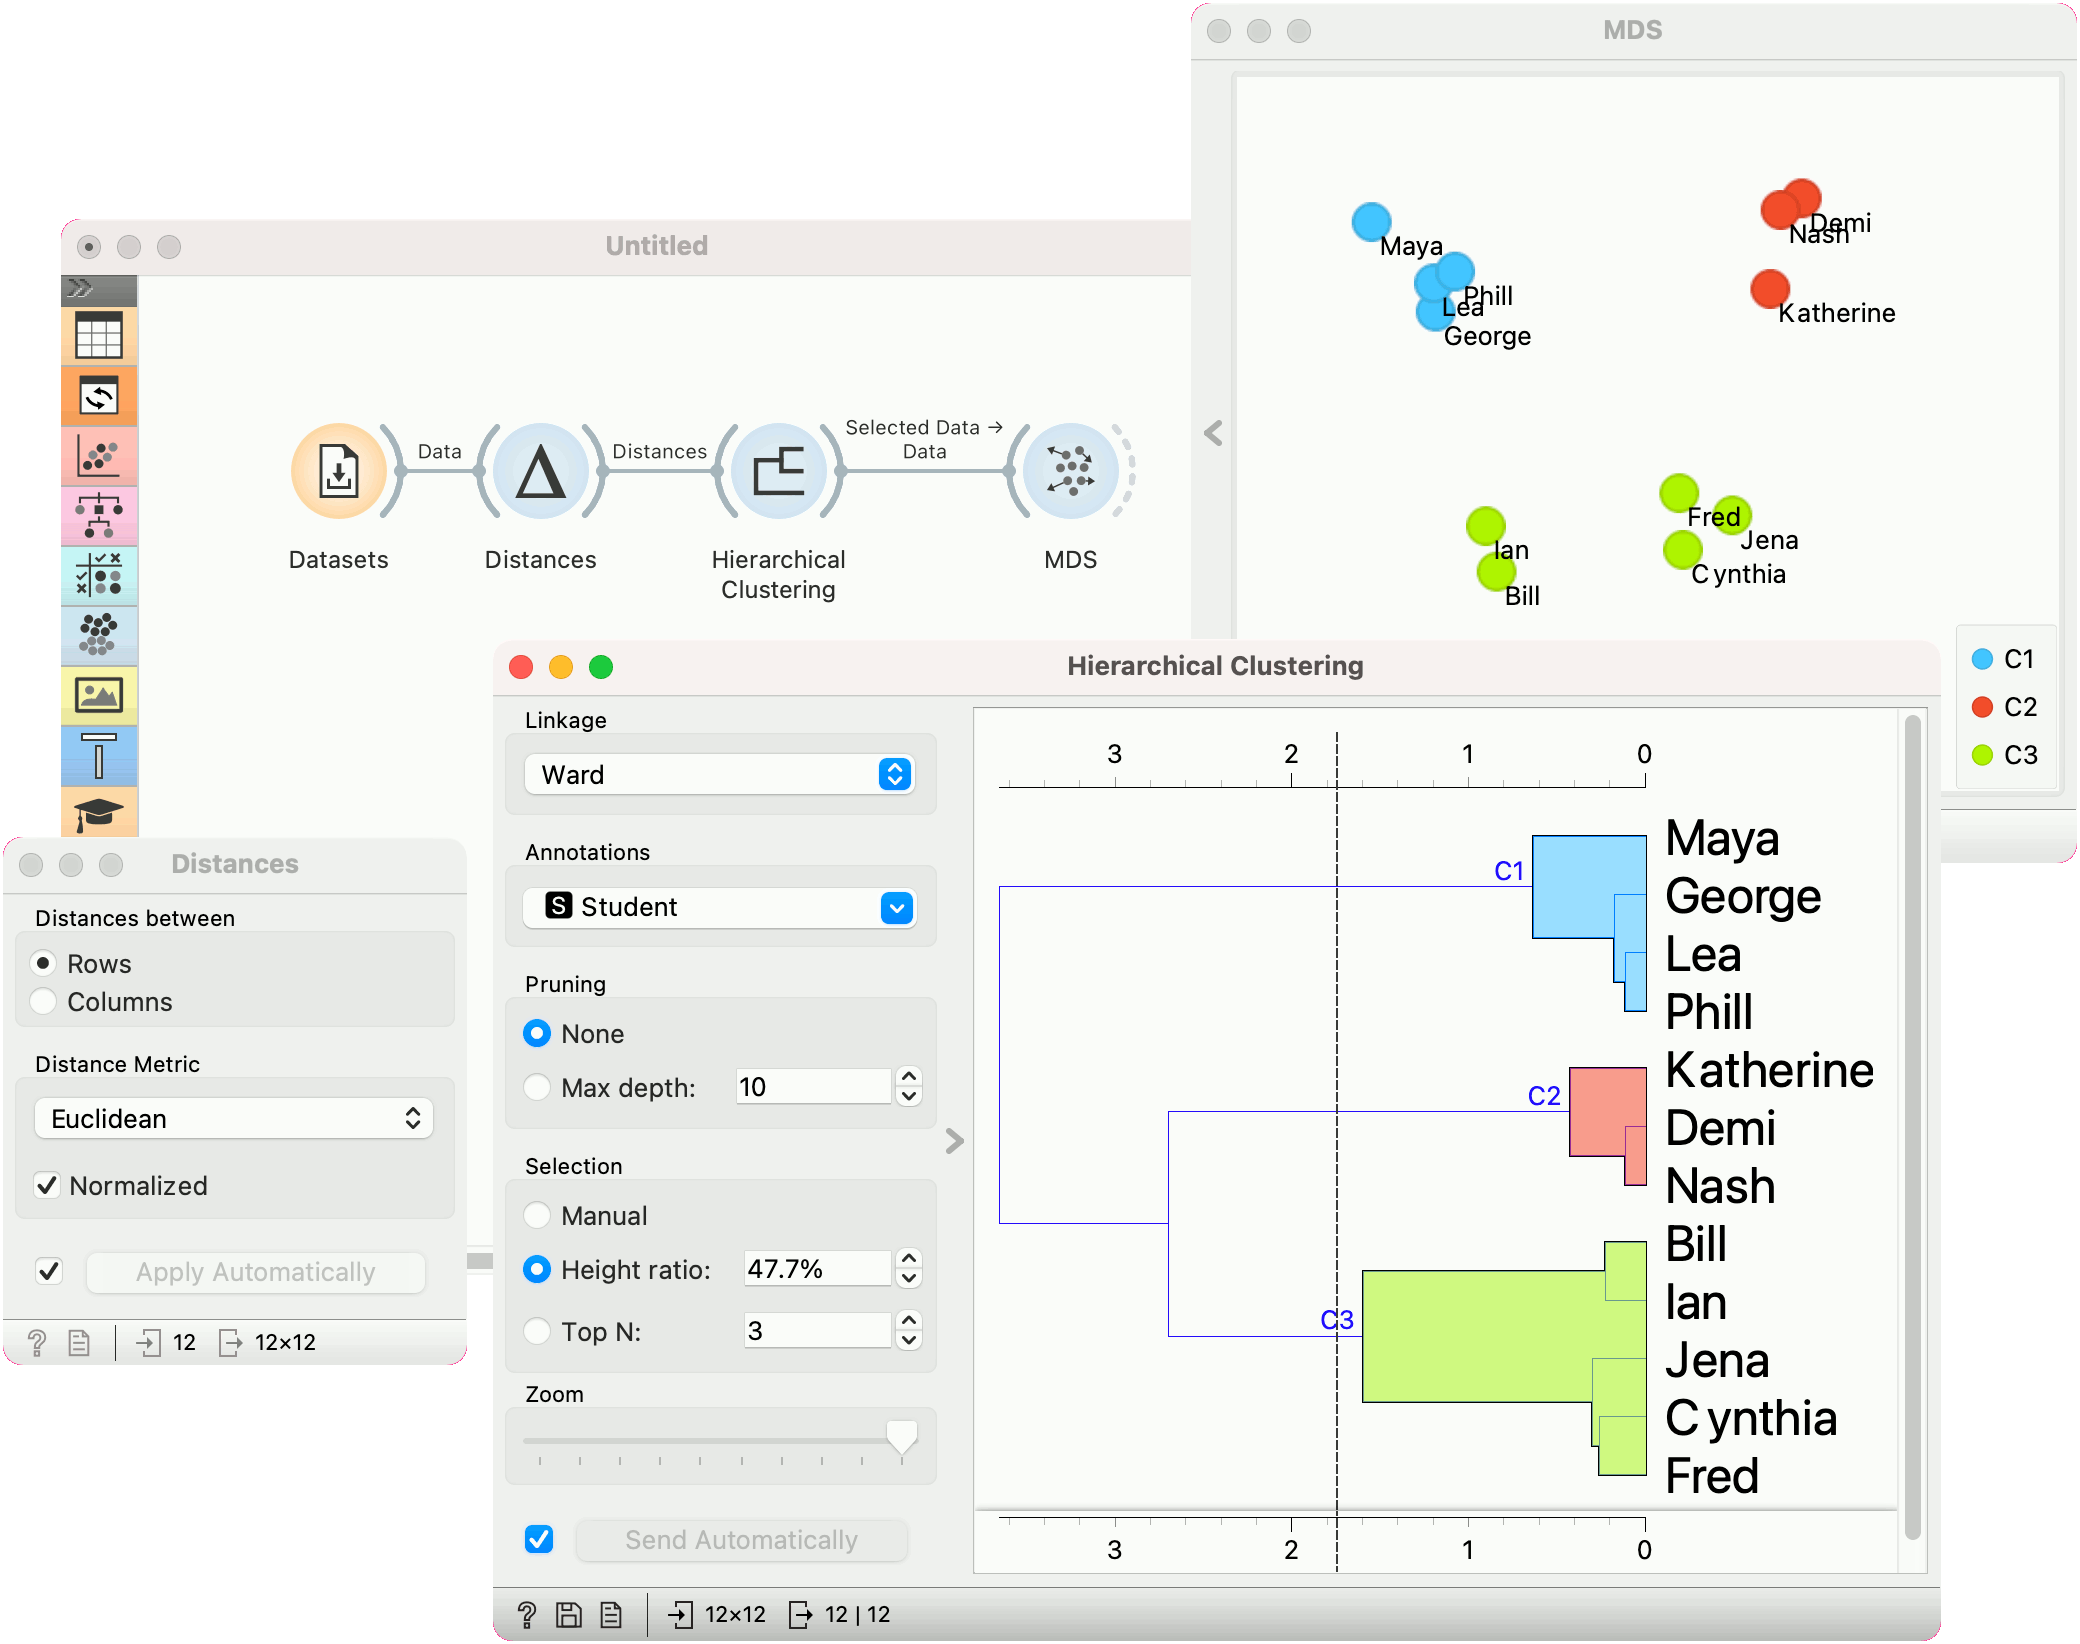 MDS
Maya
Phill
Lea
George
Demi
Nash
Katherine
Fred
Jena
Cynthia
Ian
Bill
C1
C2
C3
Untitled
Data
Distances
Selected Data →
Data
Datasets
Distances
Hierarchical
Clustering
MDS
Distances
Distances between
Rows
Columns
Distance Metric
Euclidean
Normalized
Apply Automatically
? 12 12×12
Hierarchical Clustering
Linkage
Ward
Annotations
S Student
Pruning
None
Max depth: 10
Selection
Manual
Height ratio: 47.7%
Top N: 3
Zoom
Send Automatically
3 2 1 0
C1
C2
C3
Maya
George
Lea
Phill
Katherine
Demi
Nash
Bill
Ian
Jena
Cynthia
Fred
3 2 1 0
? 12×12 12 | 12